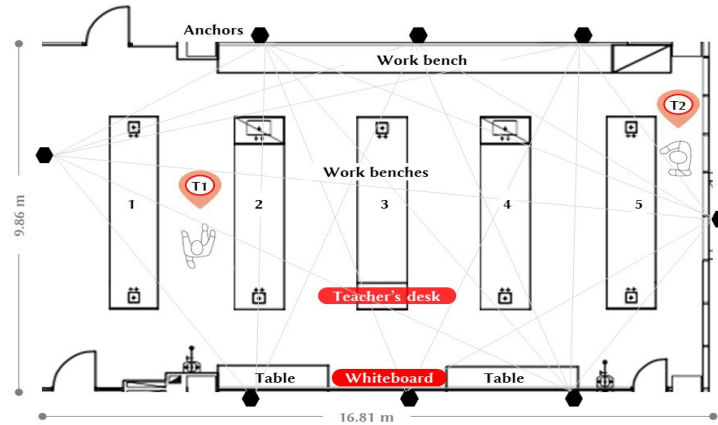 Anchors
Work bench
T2
Work benches
T1
1
2
3
4
5
9.86 m
Teacher's desk
Table
Whiteboard
Table
16.81 m